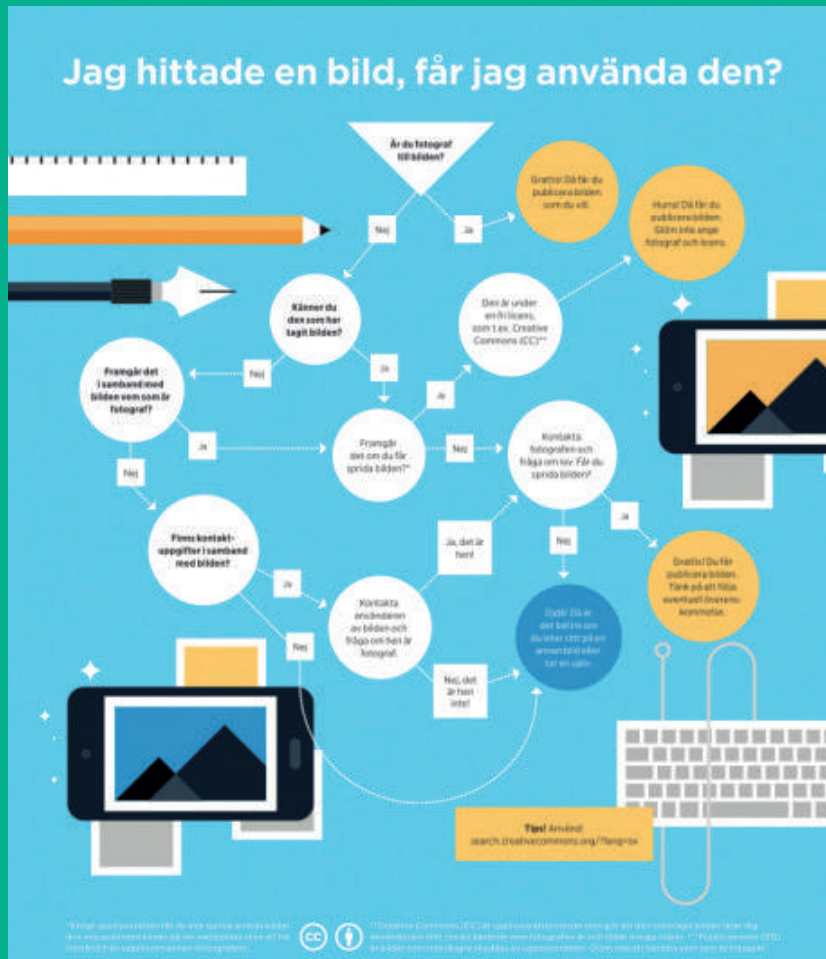 Jag hittade en bild, får jag använda den?
Är du fotograf
till bilden?
Grattis! Då får du
publicera bilden
som du vill.
Hurra! Då får du
publicera bilden.
Glöm inte ange
fotograf och licens.
Nej
Ja
Känner du
den som har
tagit bilden?
Den är under
en fri licens,
som t.ex. Creative
Commons (CC)**
Nej
Ja
Ja
Framgår det
i samband med
bilden vem som är
fotograf?
Ja
Framgår
det om du får
sprida bilden?*
Nej
Kontakta
fotografen och
fråga om lov. Får du
sprida bilden?
Nej
Finns kontakt-
uppgifter i samband
med bilden?
Ja, det är
hen!
Nej
Ja
Ja
Grattis! Du får
publicera bilden.
Tänk på att följa
eventuell överens-
kommelse.
Kontakta
användaren
av bilden och
fråga om hen är
fotograf.
Då är
det bättre om
du letar rätt på en
annan bild eller
tar en själv.
Nej
Nej, det
är hen
inte!
Tips! Använd
search.creativecommons.org/?lang=sv
cc